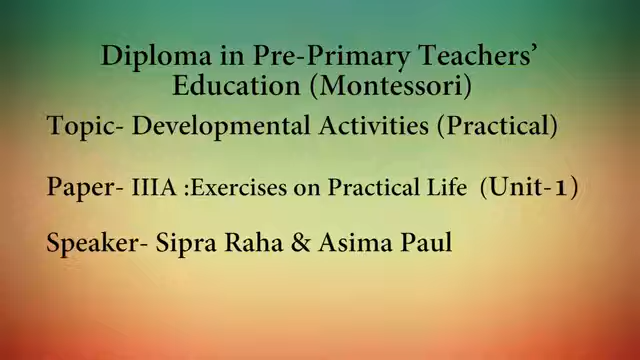 Diploma in Pre-Primary Teachers’
Education (Montessori)
Topic- Developmental Activities (Practical)
Paper- IIIA :Exercises on Practical Life (Unit-1)
Speaker- Sipra Raha & Asima Paul